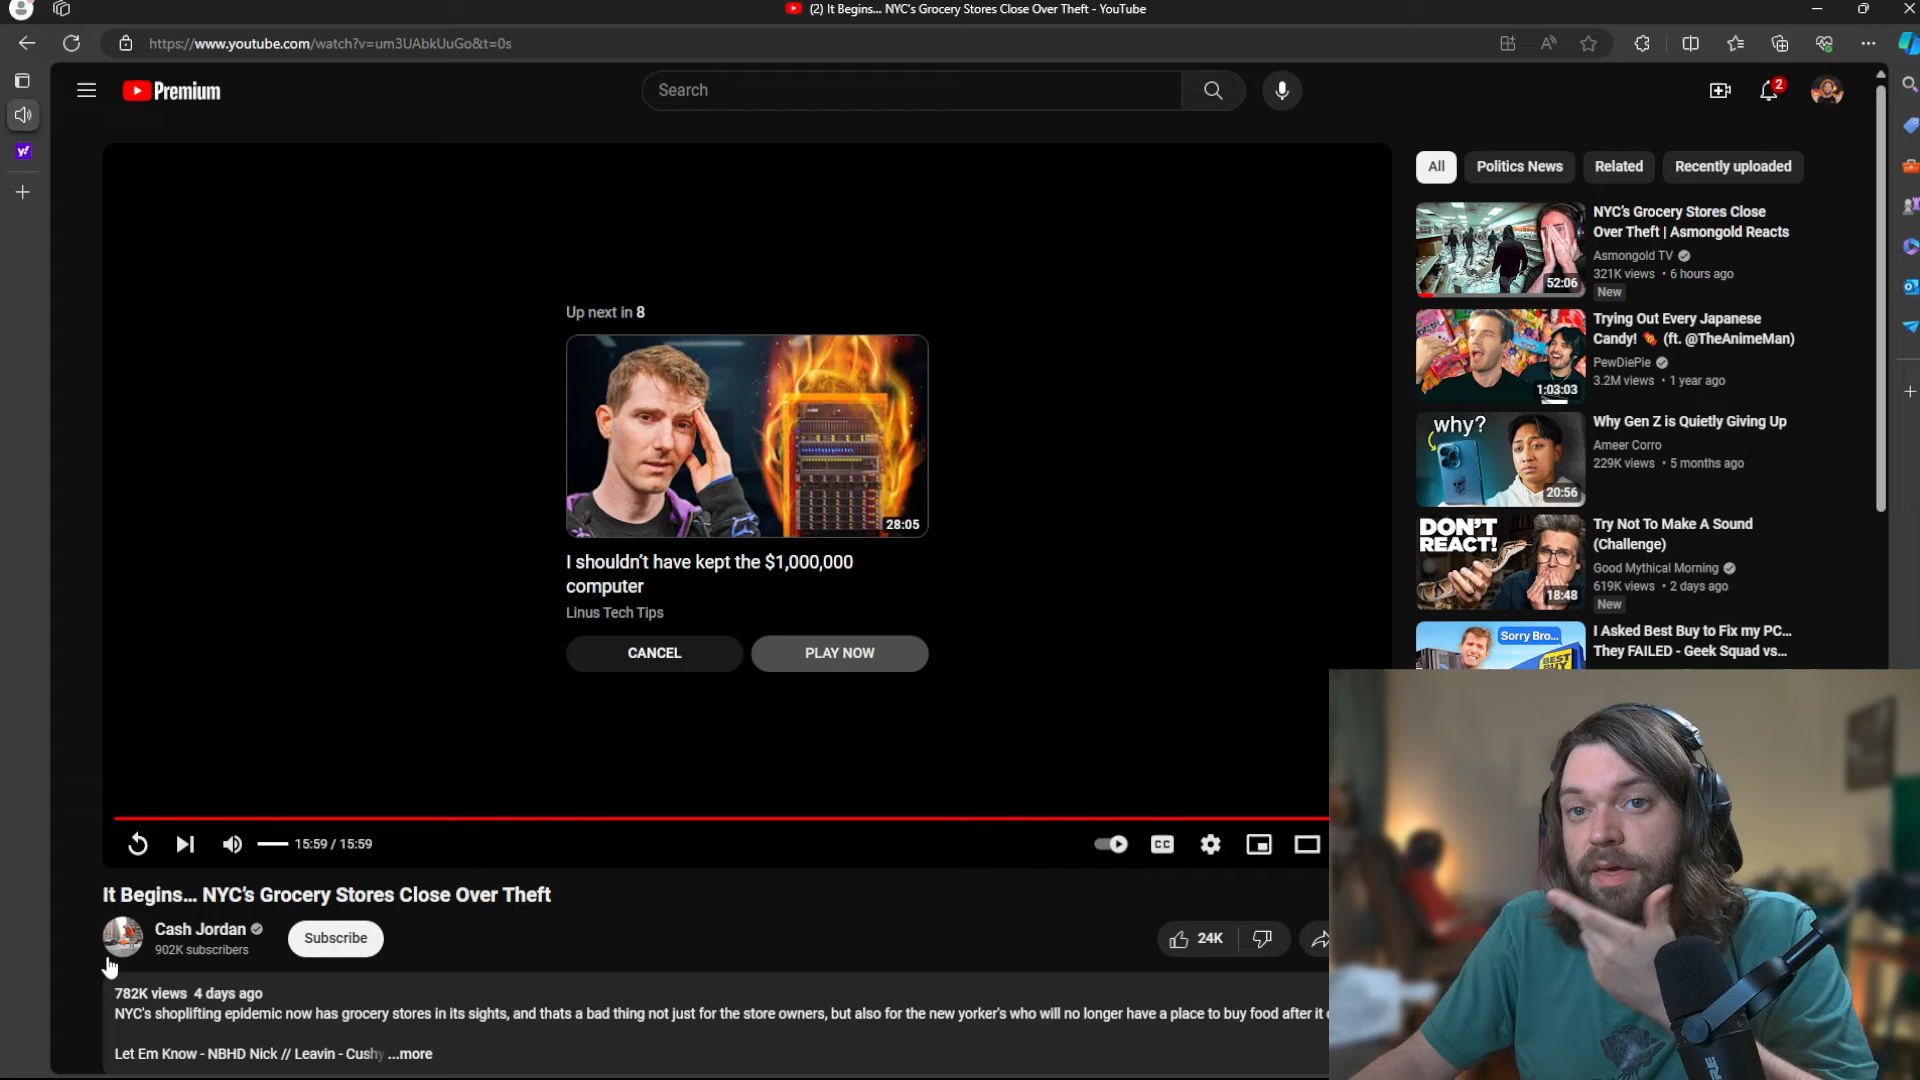 (2) It Begins... NYC's Grocery Stores Close Over Theft - YouTube
https://www.youtube.com/watch?v=um3UAbkUuGo&t=0s
Premium
Search
2
y!
All
Politics News
Related
Recently uploaded
NYC's Grocery Stores Close
Over Theft | Asmongold Reacts
Asmongold TV
321K views • 6 hours ago
New
52:06
Trying Out Every Japanese
Candy! 🍬 (ft. @TheAnimeMan)
PewDiePie
3.2M views • 1 year ago
1:03:03
why?
Why Gen Z is Quietly Giving Up
Ameer Corro
229K views • 5 months ago
20:56
DON'T
REACT!
Try Not To Make A Sound
(Challenge)
Good Mythical Morning
619K views • 2 days ago
New
18:48
Sorry Bro...
BEST
BUY
I Asked Best Buy to Fix my PC...
They FAILED - Geek Squad vs...
Up next in 8
28:05
I shouldn't have kept the $1,000,000
computer
Linus Tech Tips
CANCEL
PLAY NOW
15:59 / 15:59
CC
It Begins... NYC's Grocery Stores Close Over Theft
Cash Jordan
902K subscribers
Subscribe
24K
782K views 4 days ago
NYC's shoplifting epidemic now has grocery stores in its sights, and thats a bad thing not just for the store owners, but also for the new yorker's who will no longer have a place to buy food after it
Let Em Know - NBHD Nick // Leavin - Cushy ...more